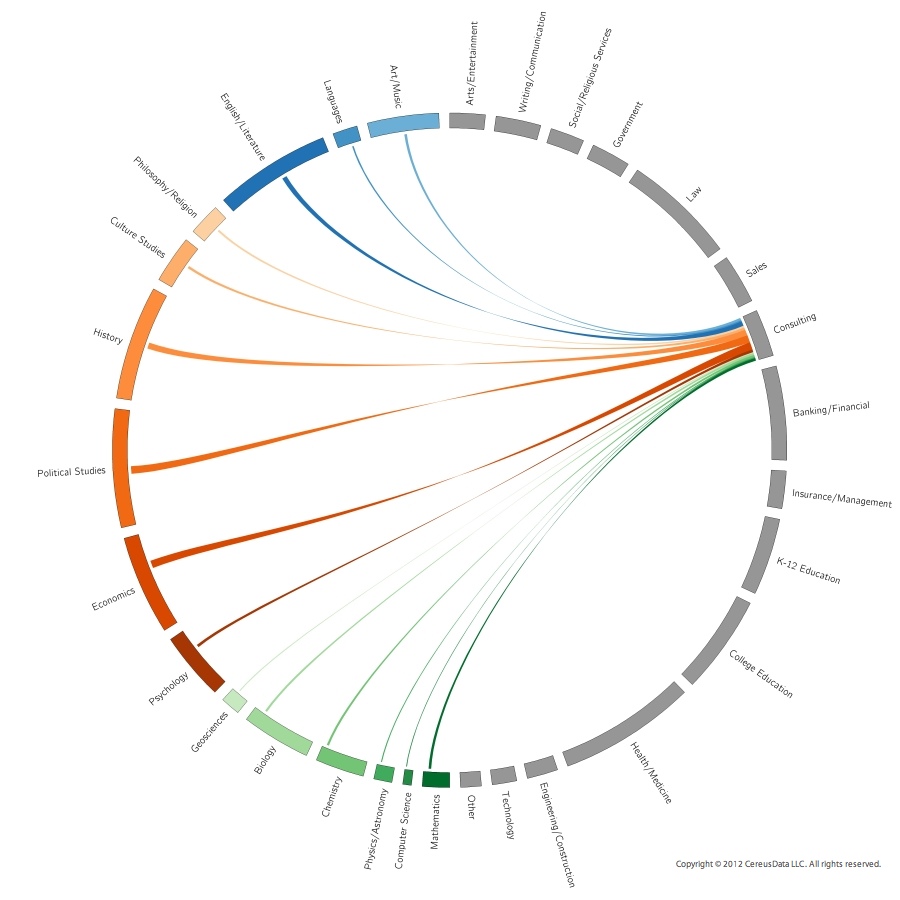 Arts/Entertainment
Writing/Communication
Social/Religious Services
Government
Law
Sales
Consulting
Banking/Financial
Insurance/Management
K-12 Education
College Education
Health/Medicine
Engineering/Construction
Technology
Other
Mathematics
Computer Science
Physics/Astronomy
Chemistry
Biology
Geosciences
Psychology
Economics
Political Studies
History
Culture Studies
Philosophy/Religion
English/Literature
Languages
Art/Music
Copyright © 2012 CereusData LLC. All rights reserved.